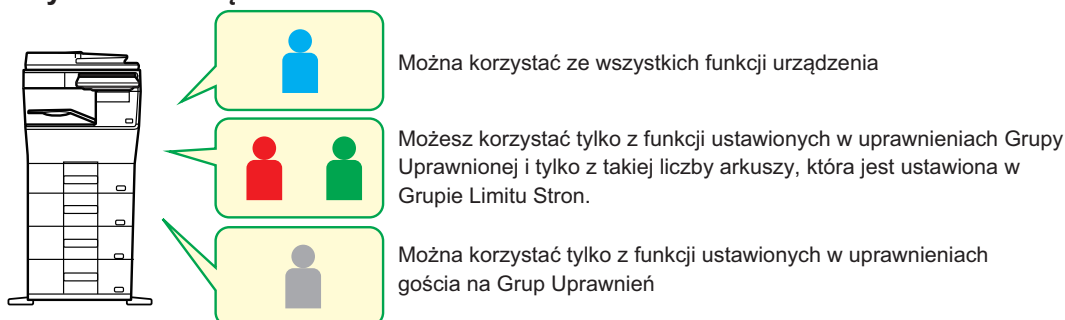 Można korzystać ze wszystkich funkcji urządzenia
Możesz korzystać tylko z funkcji ustawionych w uprawnieniach Grupy
Uprawnionej i tylko z takiej liczby arkuszy, która jest ustawiona w
Grupie Limitu Stron.
Można korzystać tylko z funkcji ustawionych w uprawnieniach
gościa na Grup Uprawnień